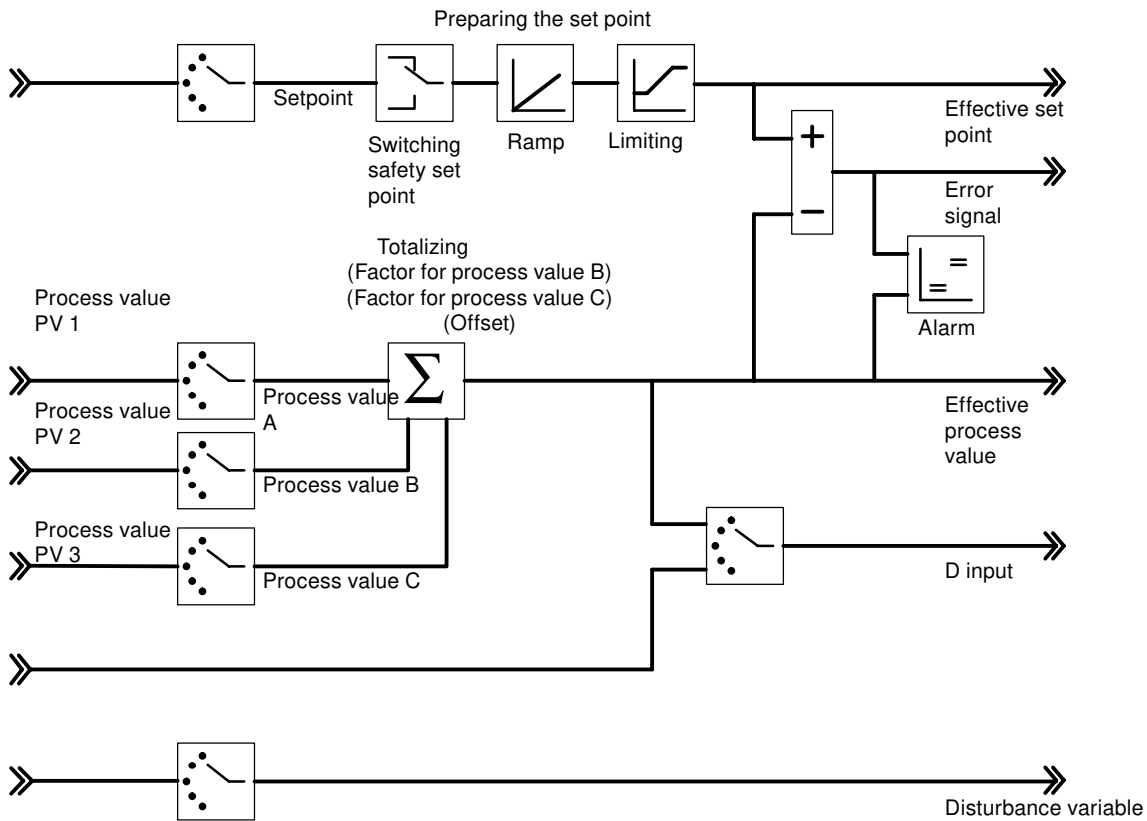 Preparing the set point
Setpoint
Switching
safety set
point
Ramp
Limiting
Effective set
point
+
−
Error
signal
Totalizing
(Factor for process value B)
(Factor for process value C)
(Offset)
Alarm
Process value
PV 1
Σ
Process value
A
Process value
PV 2
Process value B
Effective
process
value
Process value
PV 3
Process value C
D input
Disturbance variable